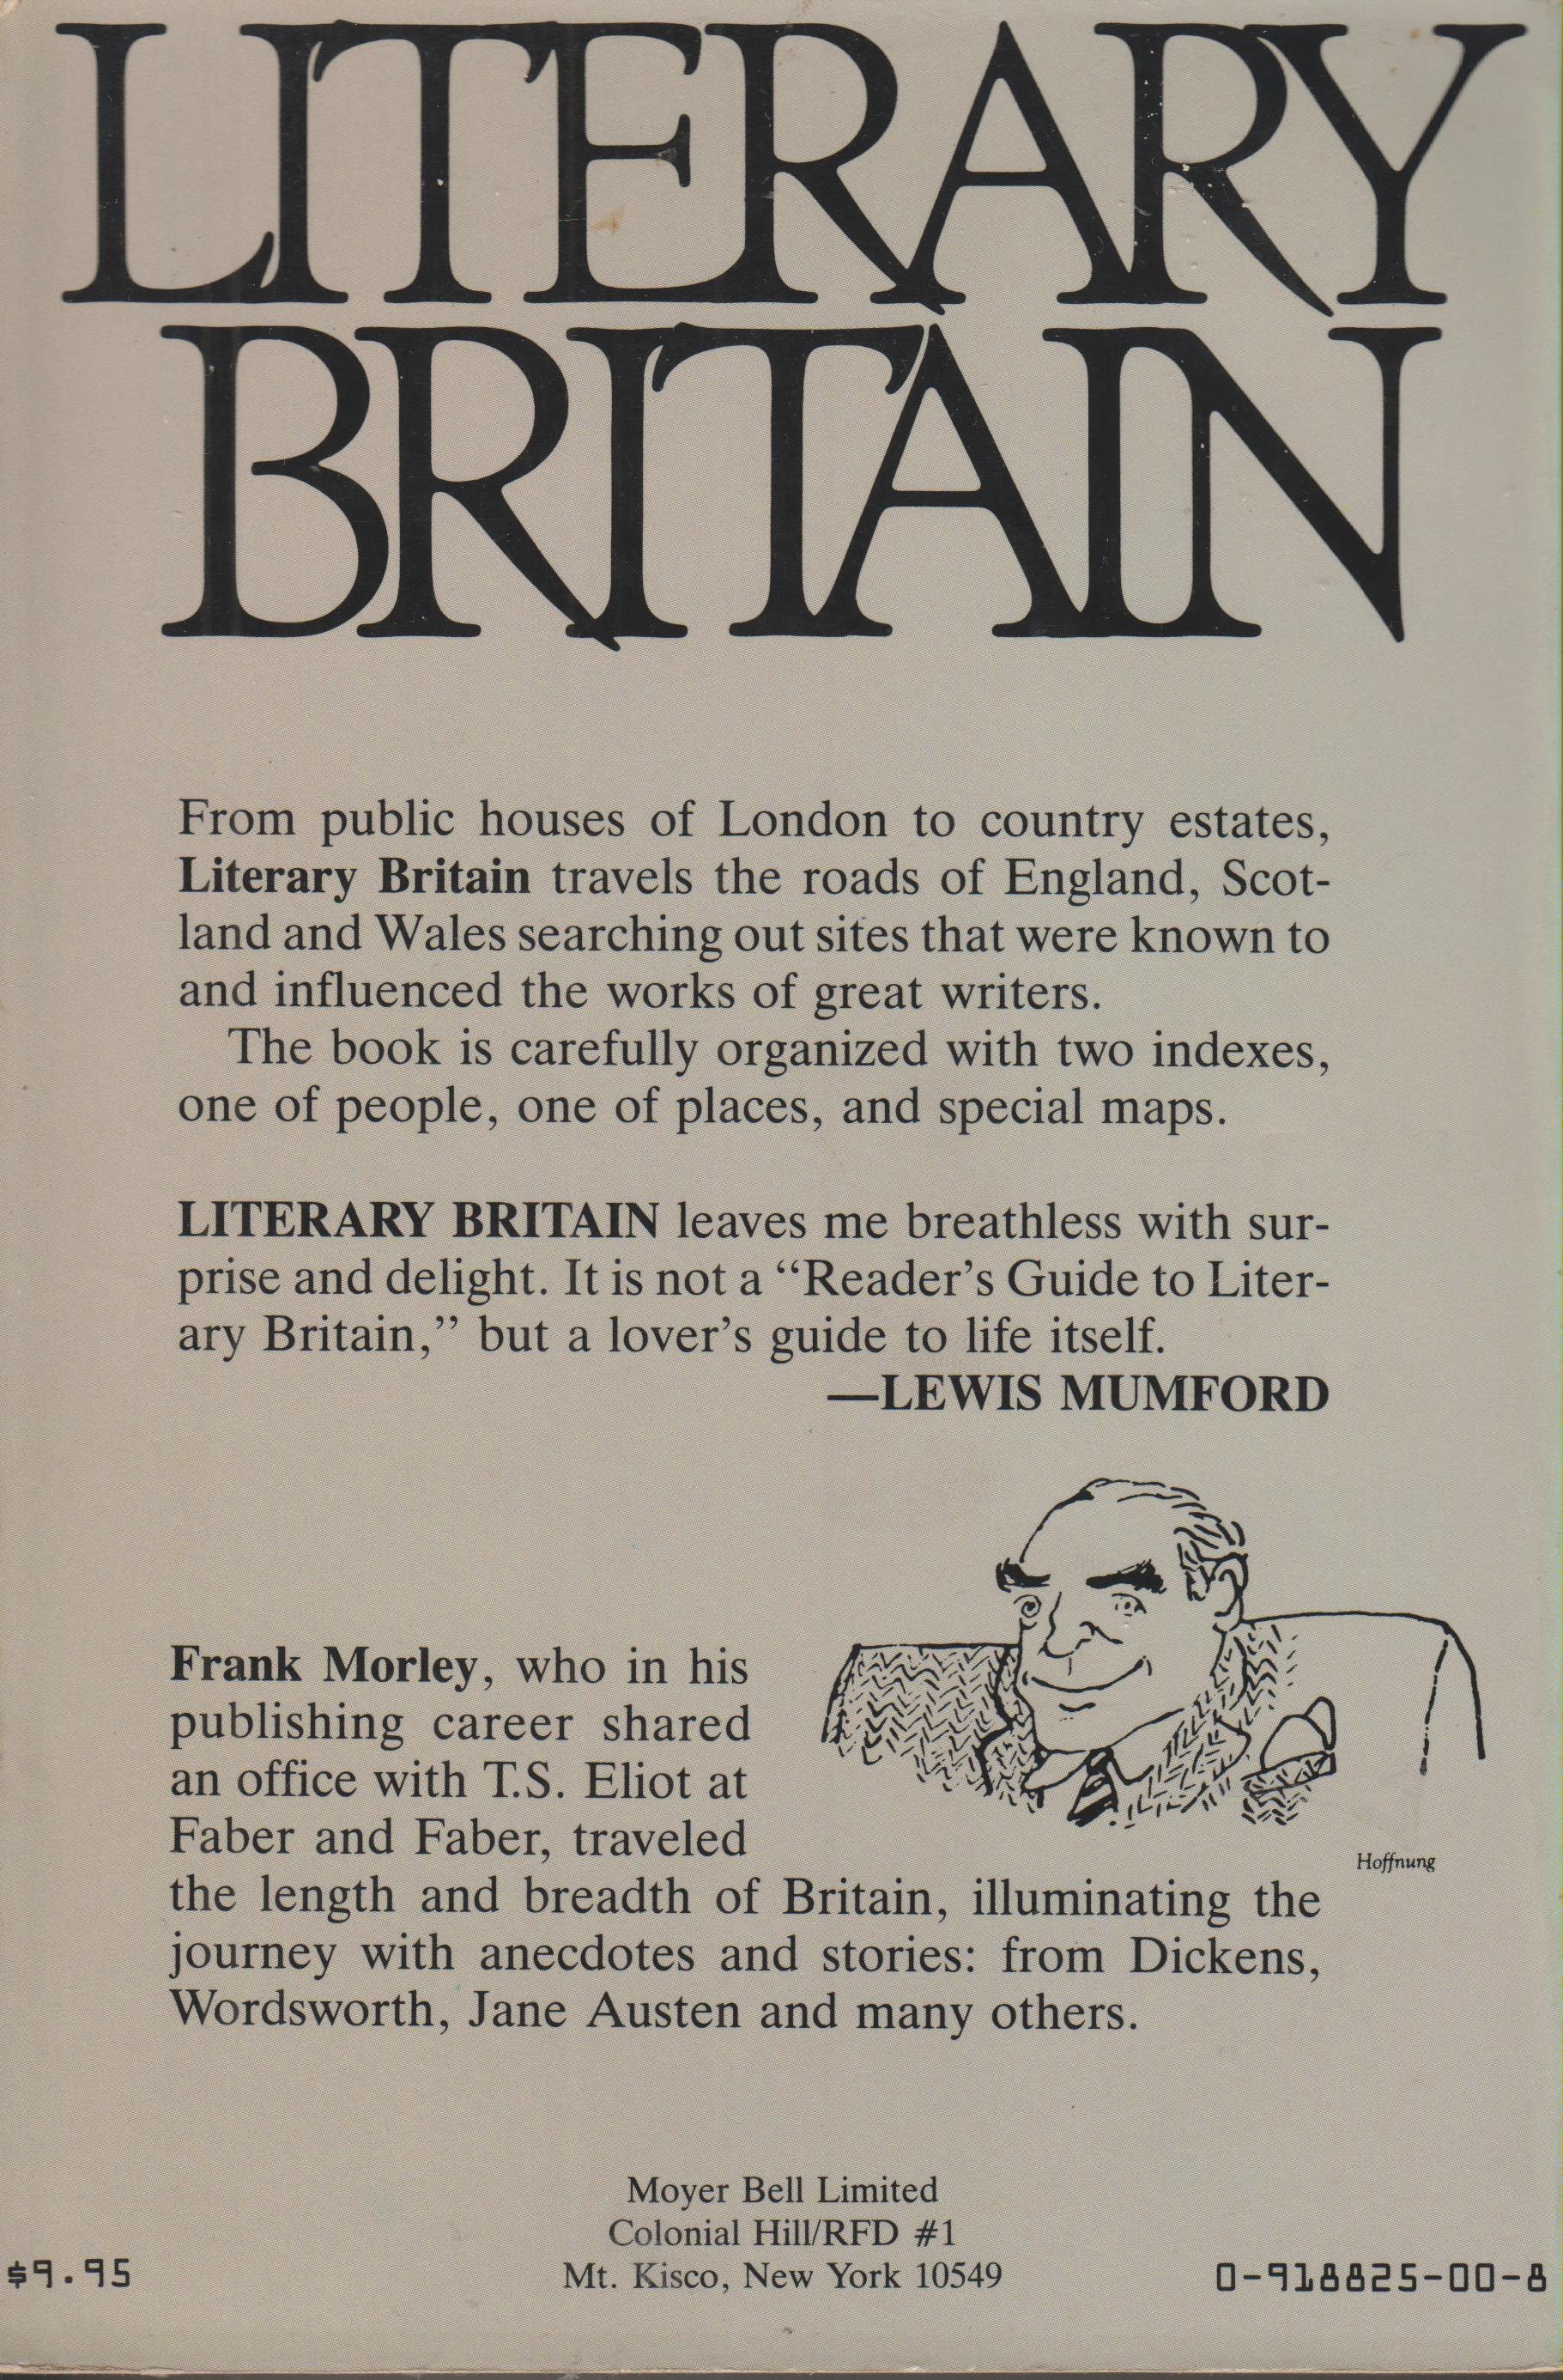 LITERARY
BRITAIN
From public houses of London to country estates,
Literary Britain travels the roads of England, Scot-
land and Wales searching out sites that were known to
and influenced the works of great writers.
The book is carefully organized with two indexes,
one of people, one of places, and special maps.
LITERARY BRITAIN leaves me breathless with sur-
prise and delight. It is not a “Reader’s Guide to Liter-
ary Britain,” but a lover’s guide to life itself.
—LEWIS MUMFORD
Frank Morley, who in his
publishing career shared
an office with T.S. Eliot at
Faber and Faber, traveled
Hoffnung
the length and breadth of Britain, illuminating the
journey with anecdotes and stories: from Dickens,
Wordsworth, Jane Austen and many others.
Moyer Bell Limited
Colonial Hill/RFD #1
Mt. Kisco, New York 10549
$9.95
0-918825-00-8